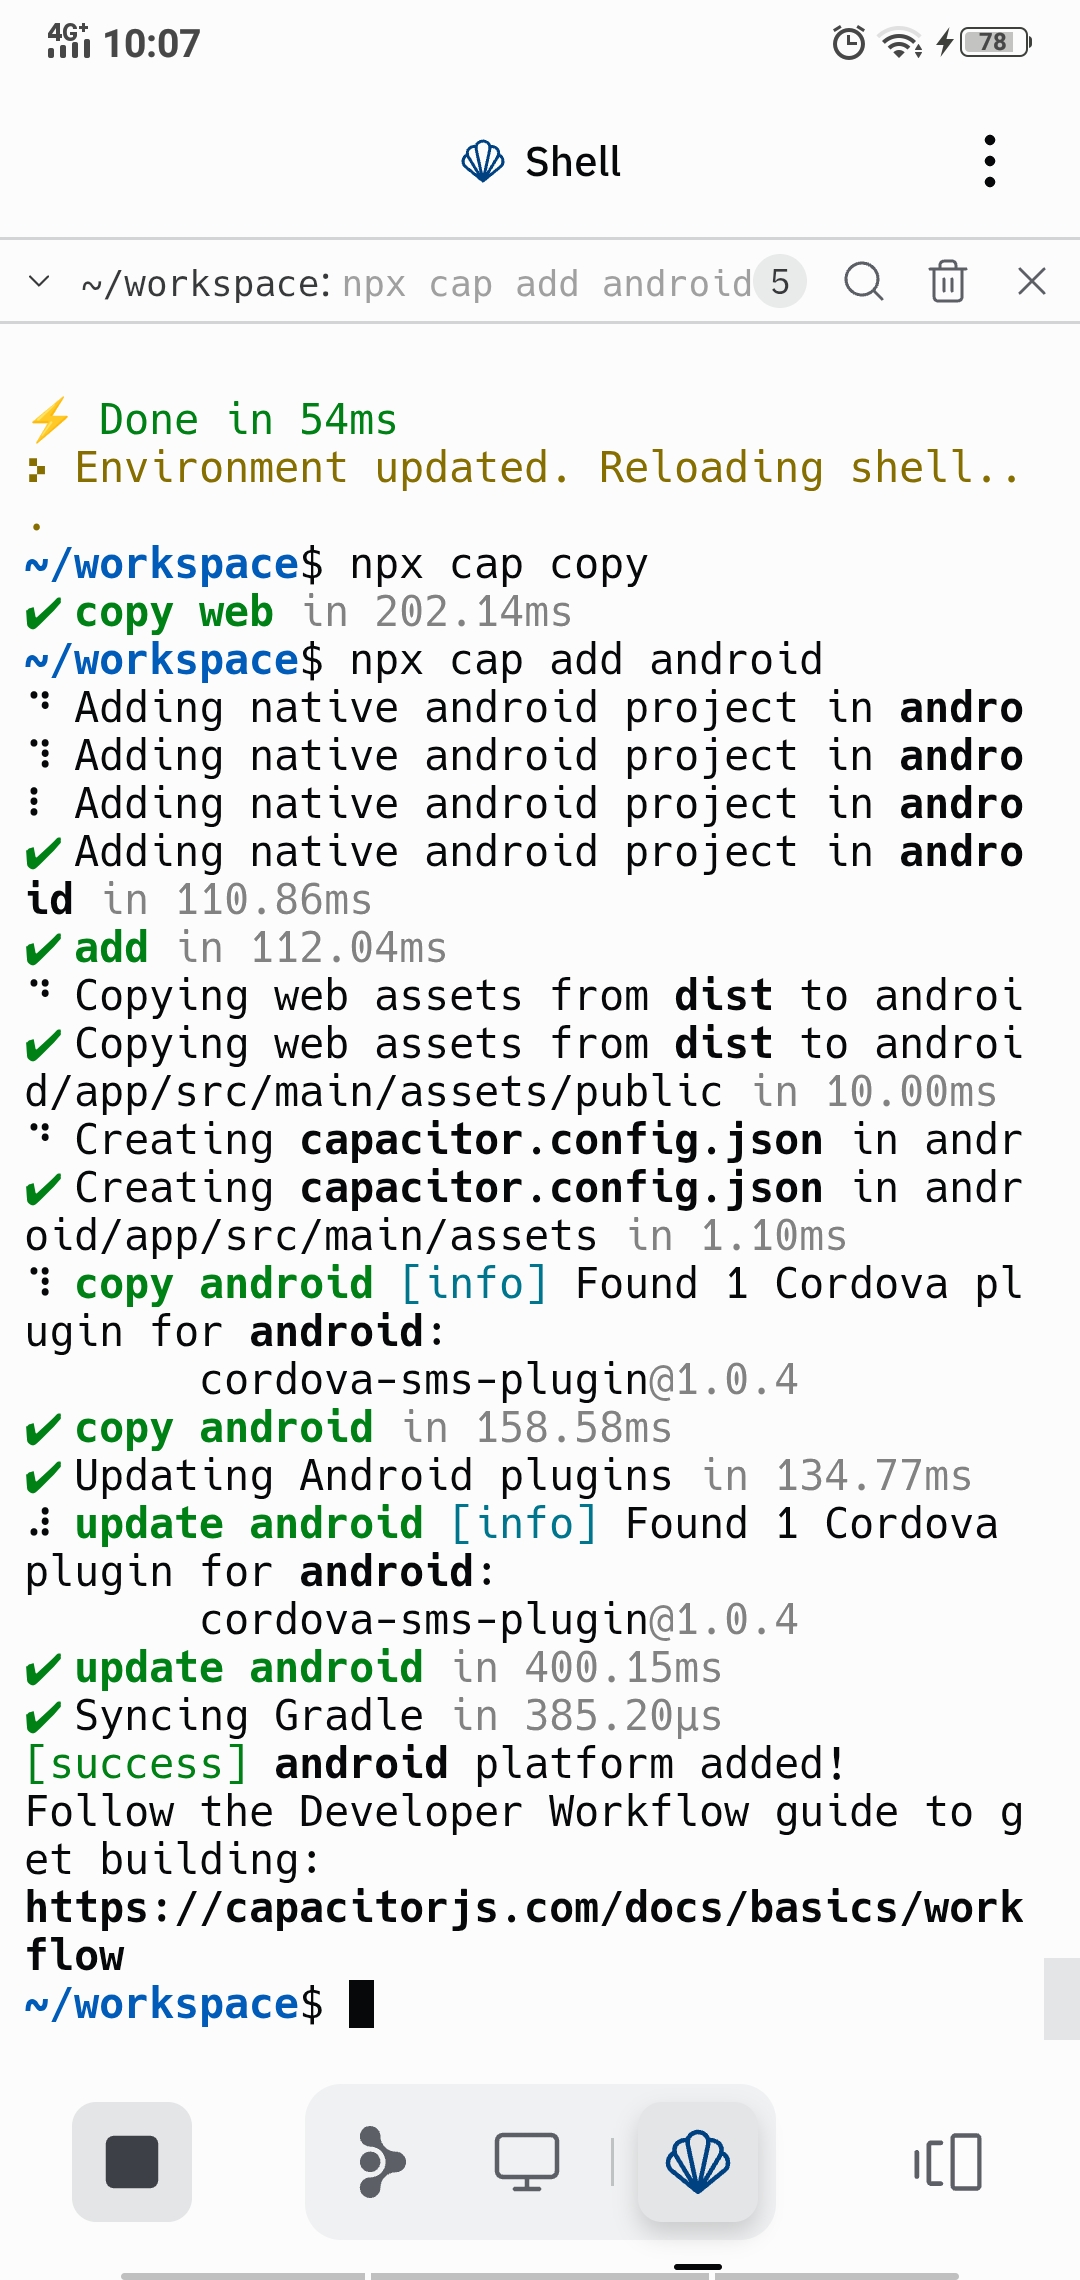 4G+ 10:07 78
Shell
~/workspace: npx cap add android 5
⚡ Done in 54ms
Environment updated. Reloading shell..
.
~/workspace$ npx cap copy
✔ copy web in 202.14ms
~/workspace$ npx cap add android
⠙ Adding native android project in andro
⠹ Adding native android project in andro
⠸ Adding native android project in andro
✔ Adding native android project in andro
id in 110.86ms
✔ add in 112.04ms
⠙ Copying web assets from dist to androi
✔ Copying web assets from dist to androi
d/app/src/main/assets/public in 10.00ms
⠙ Creating capacitor.config.json in andr
✔ Creating capacitor.config.json in andr
oid/app/src/main/assets in 1.10ms
⠹ copy android [info] Found 1 Cordova pl
ugin for android:
cordova-sms-plugin@1.0.4
✔ copy android in 158.58ms
✔ Updating Android plugins in 134.77ms
⠼ update android [info] Found 1 Cordova
plugin for android:
cordova-sms-plugin@1.0.4
✔ update android in 400.15ms
✔ Syncing Gradle in 385.20μs
[success] android platform added!
Follow the Developer Workflow guide to g
et building:
https://capacitorjs.com/docs/basics/work
flow
~/workspace$